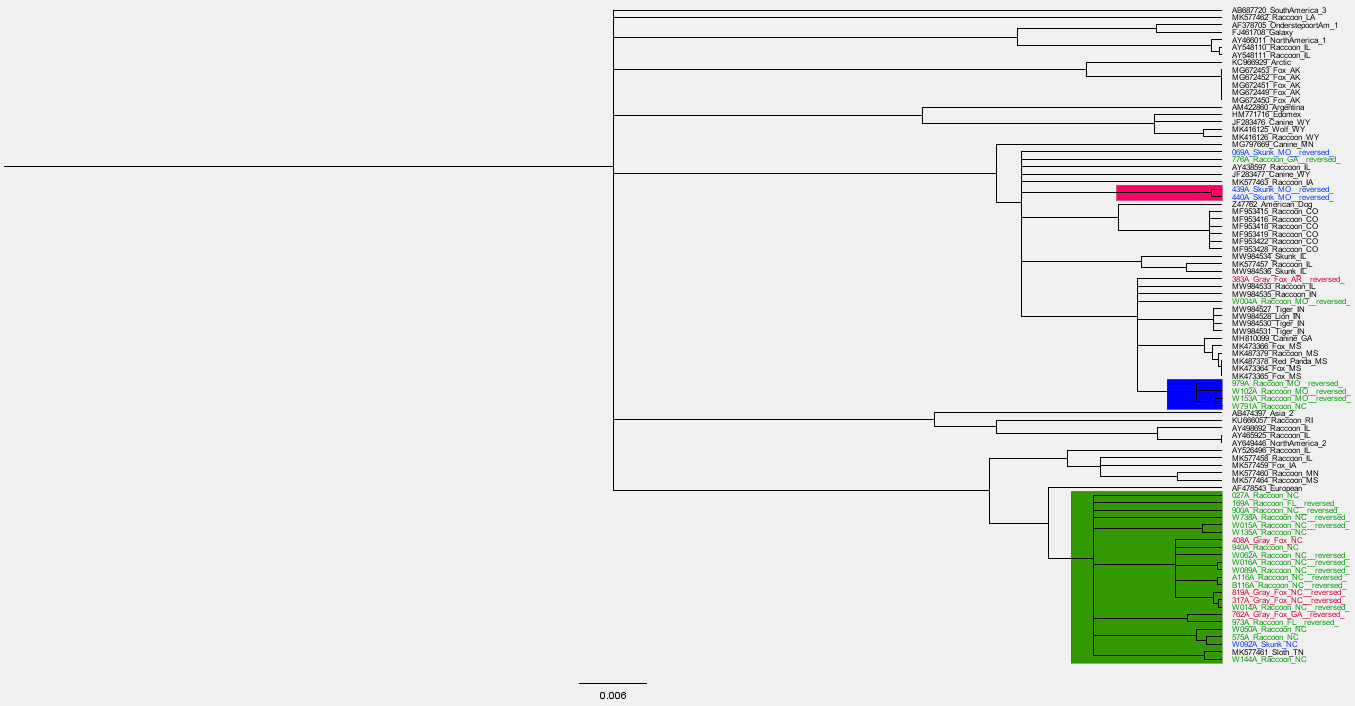 AB687720_SouthAmerica_3
MK577462_Raccoon_LA
AF378705_OnderstepoortAm_1
FJ461708_Galaxy
AY466011_NorthAmerica_1
AY548110_Raccoon_IL
AY548111_Raccoon_IL
KC966929_Arctic
MG672453_Fox_AK
MG672452_Fox_AK
MG672451_Fox_AK
MG672449_Fox_AK
MG672450_Fox_AK
AM422860_Argentina
HM771716_Edomex
JF283476_Canine_WY
MK416125_Wolf_WY
MK416126_Raccoon_WY
MG797669_Canine_MN
069A_Skunk_MO__reversed_
776A_Raccoon_GA__reversed_
AY438597_Raccoon_IL
JF283477_Canine_WY
MK577463_Raccoon_IA
439A_Skunk_MO__reversed_
440A_Skunk_MO__reversed_
Z47762_American_Dog
MF953415_Raccoon_CO
MF953416_Raccoon_CO
MF953418_Raccoon_CO
MF953419_Raccoon_CO
MF953422_Raccoon_CO
MF953428_Raccoon_CO
MW984534_Skunk_IL
MK577457_Raccoon_IL
MW984536_Skunk_IL
383A_Gray_Fox_AR__reversed_
MW984533_Raccoon_IL
MW984535_Raccoon_IN
W004A_Raccoon_MO__reversed_
MW984527_Tiger_IN
MW984528_Lion_IN
MW984530_Tiger_IN
MW984531_Tiger_IN
MH810099_Canine_GA
MK473366_Fox_MS
MK487379_Raccoon_MS
MK487378_Red_Panda_MS
MK473364_Fox_MS
MK473365_Fox_MS
979A_Raccoon_MO__reversed_
W102A_Raccoon_MO__reversed_
W153A_Raccoon_MO__reversed_
W791A_Raccoon_NC
AB474397_Asia_2
KU666057_Raccoon_RI
AY498692_Raccoon_IL
AY465925_Raccoon_IL
AY649446_NorthAmerica_2
AY526496_Raccoon_IL
MK577458_Raccoon_IL
MK577459_Fox_IA
MK577460_Raccoon_MN
MK577464_Raccoon_MS
AF478543_European
027A_Raccoon_NC
169A_Raccoon_FL__reversed_
900A_Raccoon_NC__reversed_
W738A_Raccoon_NC__reversed_
W015A_Raccoon_NC__reversed_
W135A_Raccoon_NC
408A_Gray_Fox_NC
940A_Raccoon_NC
W062A_Raccoon_NC__reversed_
W016A_Raccoon_NC__reversed_
W089A_Raccoon_NC__reversed_
A116A_Raccoon_NC__reversed_
B116A_Raccoon_NC__reversed_
819A_Gray_Fox_NC__reversed_
317A_Gray_Fox_NC__reversed_
W014A_Raccoon_NC__reversed_
762A_Gray_Fox_GA__reversed_
973A_Raccoon_FL__reversed_
W050A_Raccoon_NC
575A_Raccoon_NC
W092A_Skunk_NC
MK577461_Sloth_TN
W144A_Raccoon_NC
0.006